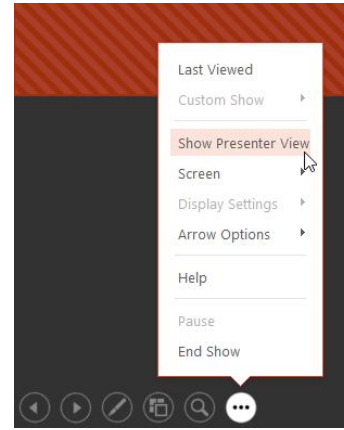 Last Viewed
Custom Show
Show Presenter View
Screen
Display Settings
Arrow Options
Help
Pause
End Show